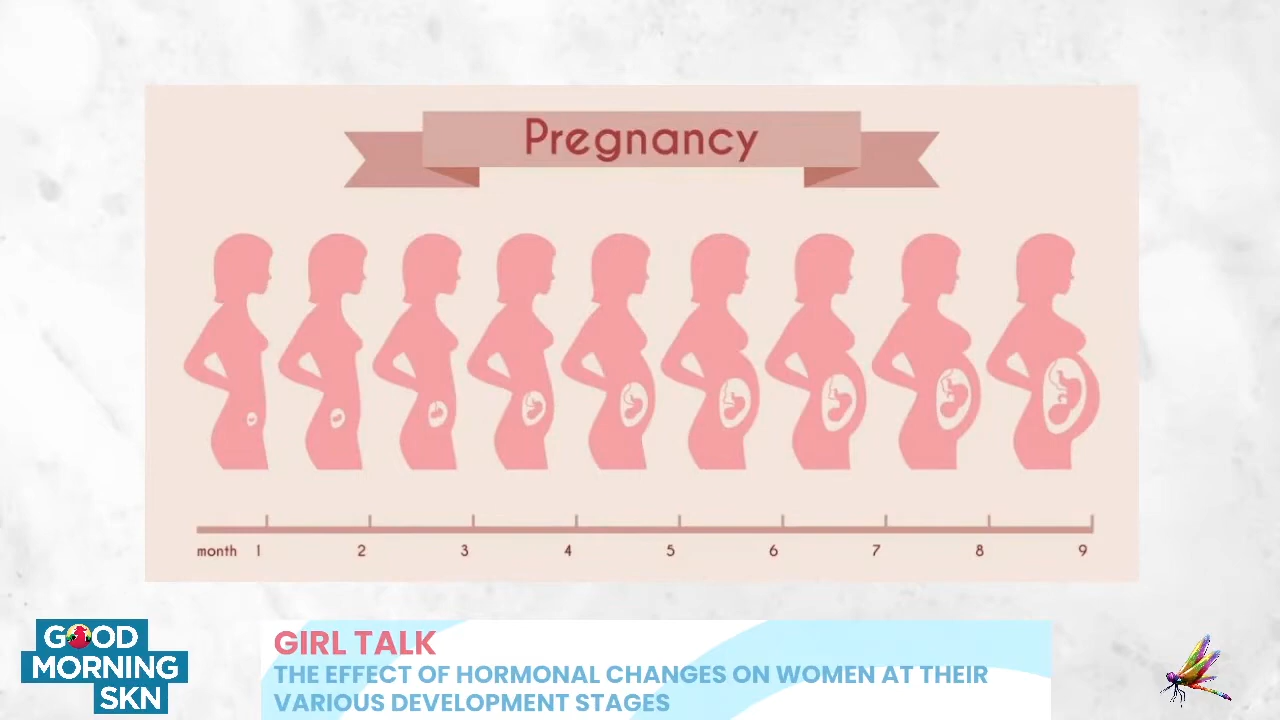 Pregnancy
month 1 2 3 4 5 6 7 8 9
GOOD
MORNING
SKN
GIRL TALK
THE EFFECT OF HORMONAL CHANGES ON WOMEN AT THEIR
VARIOUS DEVELOPMENT STAGES